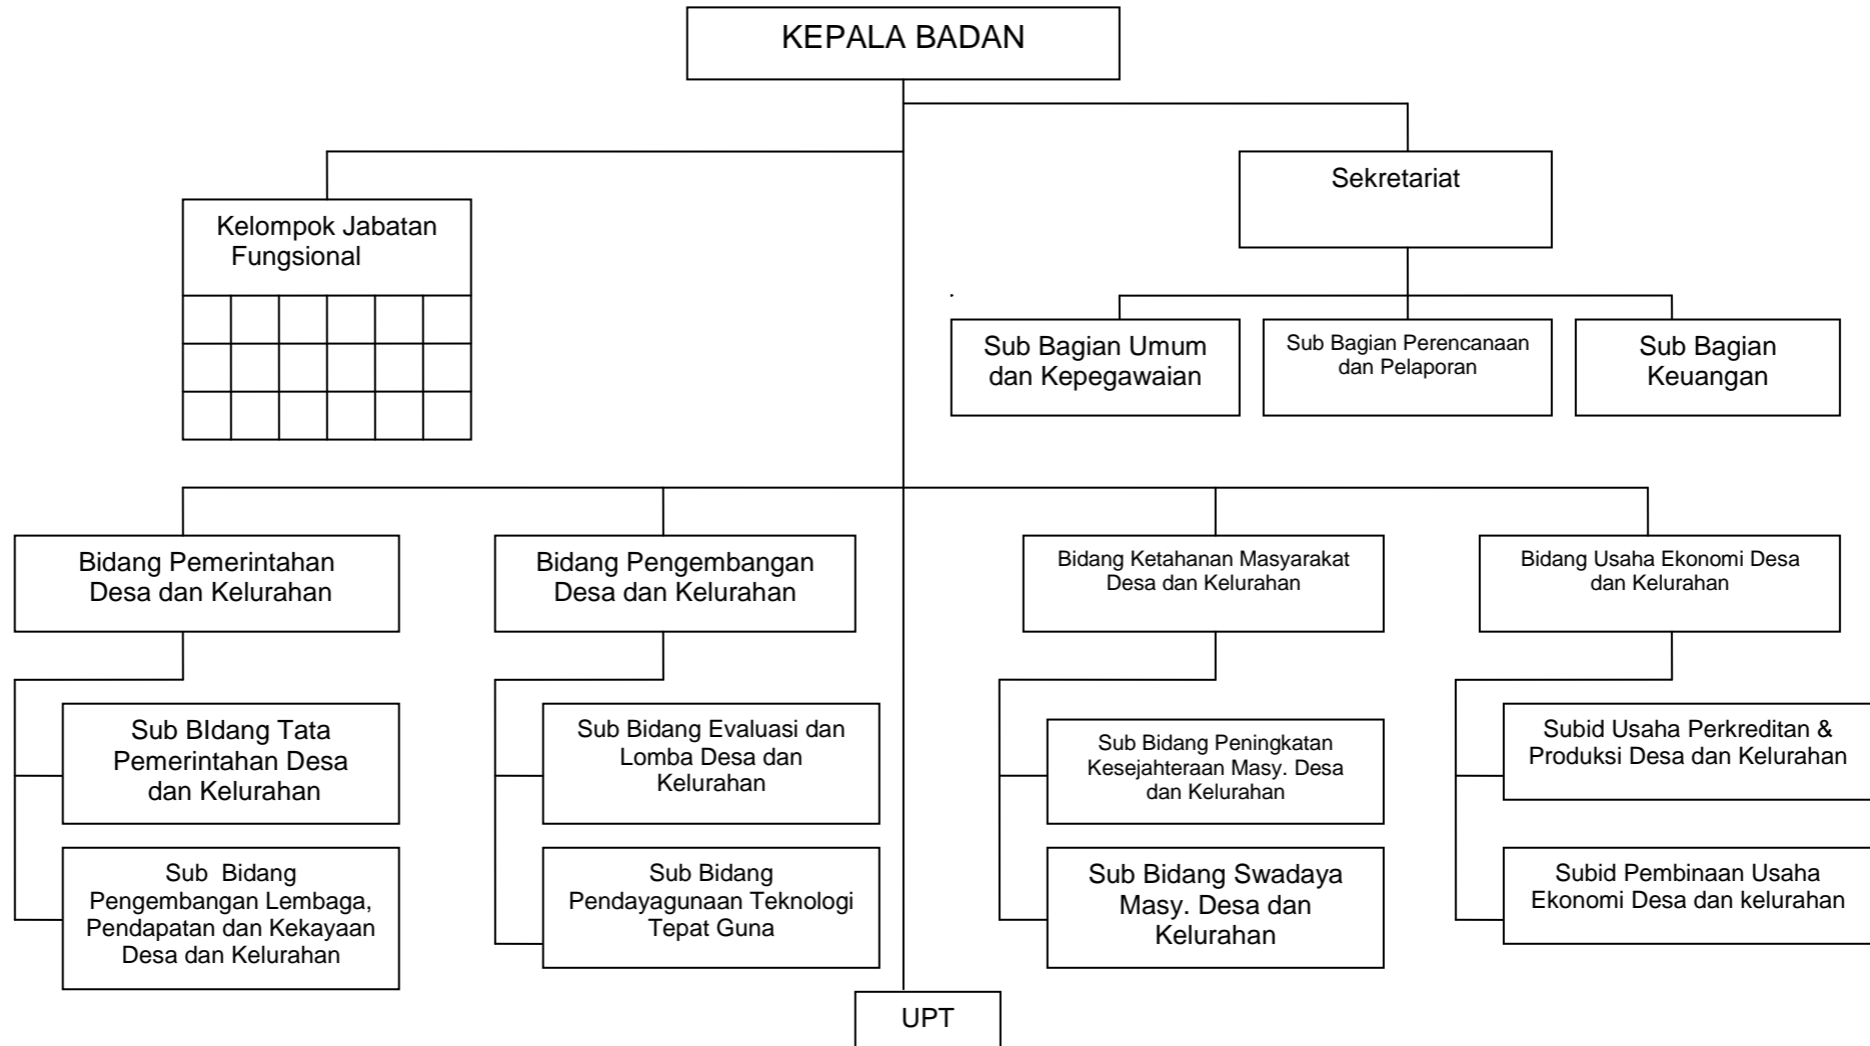 KEPALA BADAN
Sekretariat
Kelompok Jabatan
Fungsional
.
Sub Bagian Umum
dan Kepegawaian
Sub Bagian Perencanaan
dan Pelaporan
Sub Bagian
Keuangan
Bidang Pemerintahan
Desa dan Kelurahan
Bidang Pengembangan
Desa dan Kelurahan
Bidang Ketahanan Masyarakat
Desa dan Kelurahan
Bidang Usaha Ekonomi Desa
dan Kelurahan
Sub BIdang Tata
Pemerintahan Desa
dan Kelurahan
Sub Bidang Evaluasi dan
Lomba Desa dan
Kelurahan
Sub Bidang Peningkatan
Kesejahteraan Masy. Desa
dan Kelurahan
Subid Usaha Perkreditan &
Produksi Desa dan Kelurahan
Sub Bidang
Pengembangan Lembaga,
Pendapatan dan Kekayaan
Desa dan Kelurahan
Sub Bidang
Pendayagunaan Teknologi
Tepat Guna
Sub Bidang Swadaya
Masy. Desa dan
Kelurahan
Subid Pembinaan Usaha
Ekonomi Desa dan kelurahan
UPT